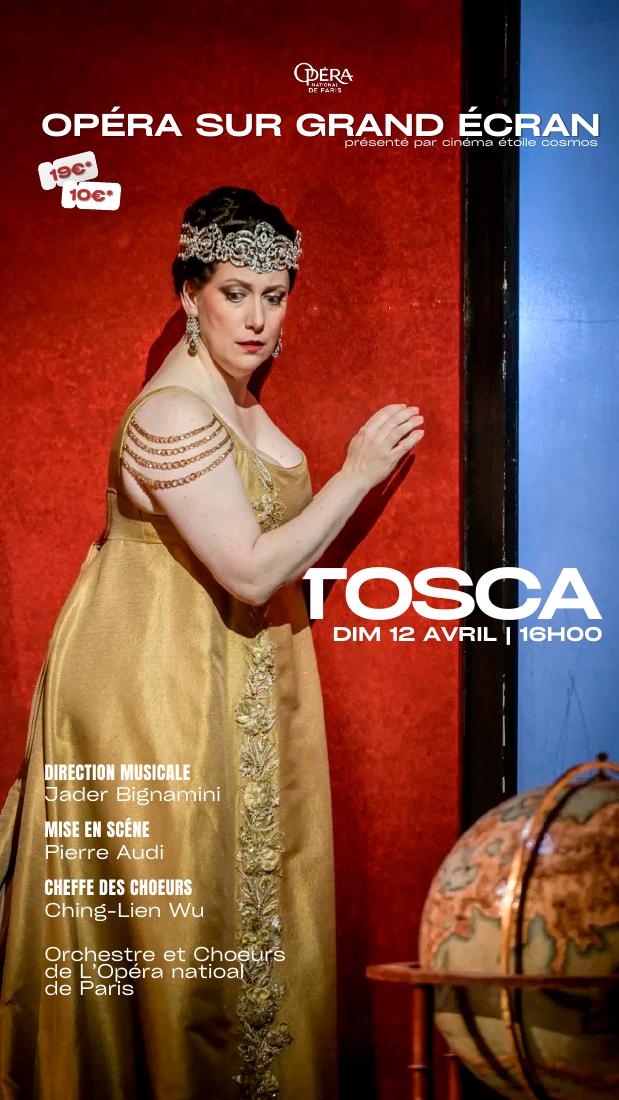 OPÉRA
NATIONAL
DE PARIS
OPÉRA SUR GRAND ÉCRAN
présenté par cinéma étoile cosmos
19€*
10€*
TOSCA
DIM 12 AVRIL | 16H00
DIRECTION MUSICALE
Jader Bignamini
MISE EN SCÉNE
Pierre Audi
CHEFFE DES CHOEURS
Ching-Lien Wu
Orchestre et Choeurs
de L'Opéra natioal
de Paris